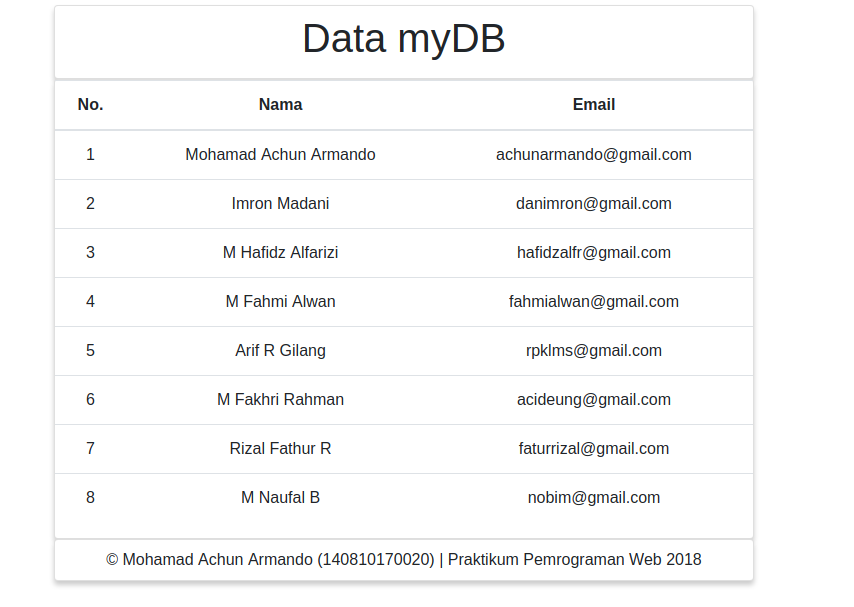 Data myDB
No. Nama Email
1 Mohamad Achun Armando achunarmando@gmail.com
2 Imron Madani danimron@gmail.com
3 M Hafidz Alfarizi hafidzalfr@gmail.com
4 M Fahmi Alwan fahmialwan@gmail.com
5 Arif R Gilang rpklms@gmail.com
6 M Fakhri Rahman acideung@gmail.com
7 Rizal Fathur R faturrizal@gmail.com
8 M Naufal B nobim@gmail.com
© Mohamad Achun Armando (140810170020) | Praktikum Pemrograman Web 2018